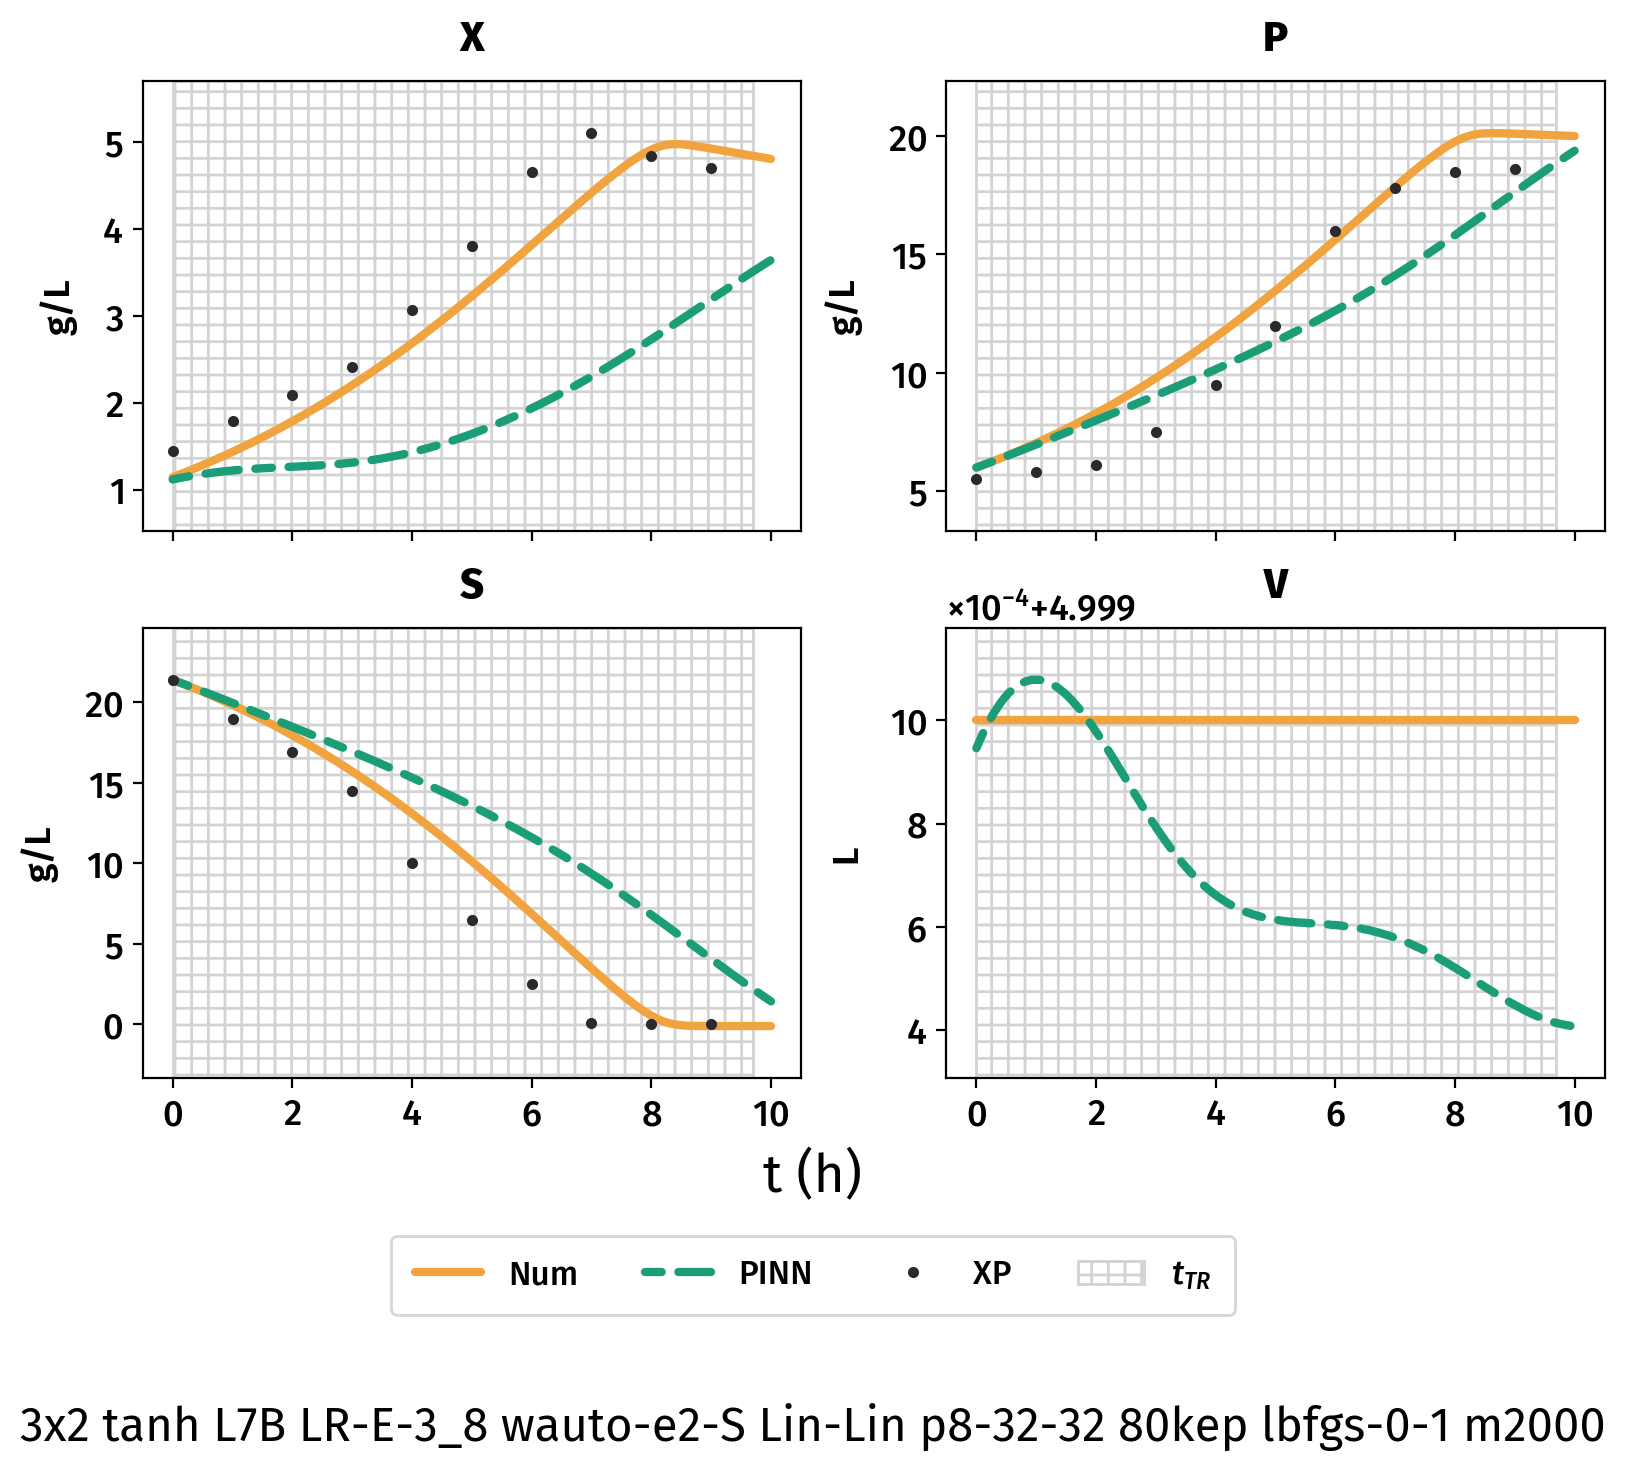 X
5
4
3
2
1
g/L
P
20
15
10
5
g/L
S
20
15
10
5
0
g/L
0 2 4 6 8 10
V
×10⁻⁴+4.999
10
8
6
4
L
0 2 4 6 8 10
t (h)
Num PINN XP t_TR
3x2 tanh L7B LR-E-3_8 wauto-e2-S Lin-Lin p8-32-32 80kep lbfgs-0-1 m2000